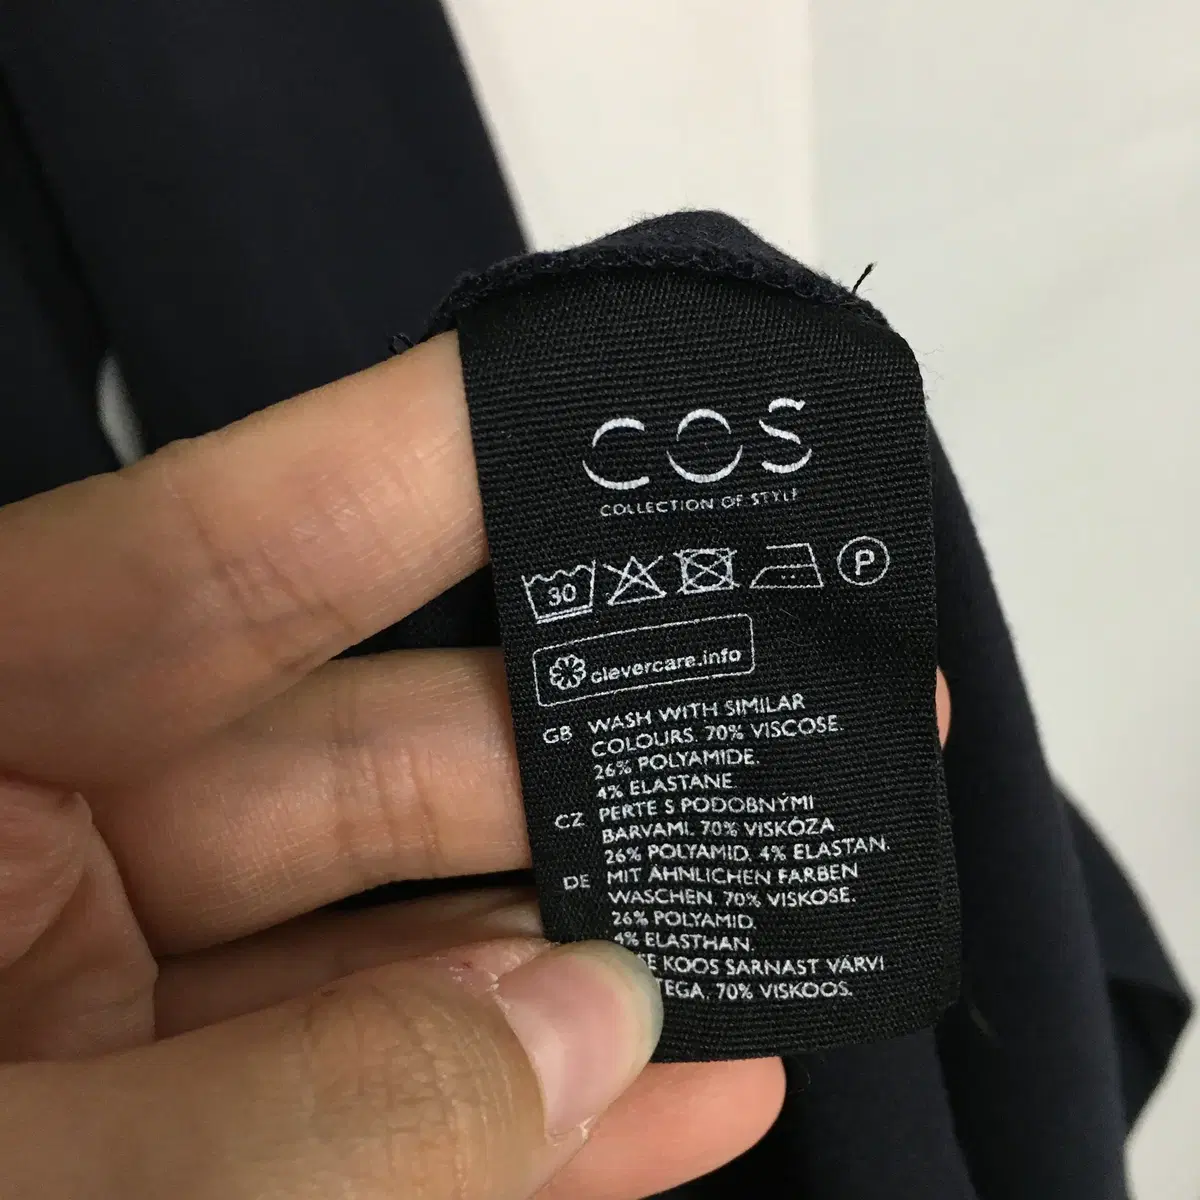 COS
COLLECTION OF STYLE
30 P
clevercare.info
GB WASH WITH SIMILAR
COLOURS. 70% VISCOSE.
26% POLYAMIDE.
4% ELASTANE
CZ PERTE S PODOBNÝMI
BARVAMI. 70% VISKÓZA
26% POLYAMID. 4% ELASTAN.
DE MIT ÄHNLICHEN FARBEN
WASCHEN. 70% VISKOSE.
26% POLYAMID.
4% ELASTHAN.
KOOS SARNAST VÄRVI
70% VISKOOS.